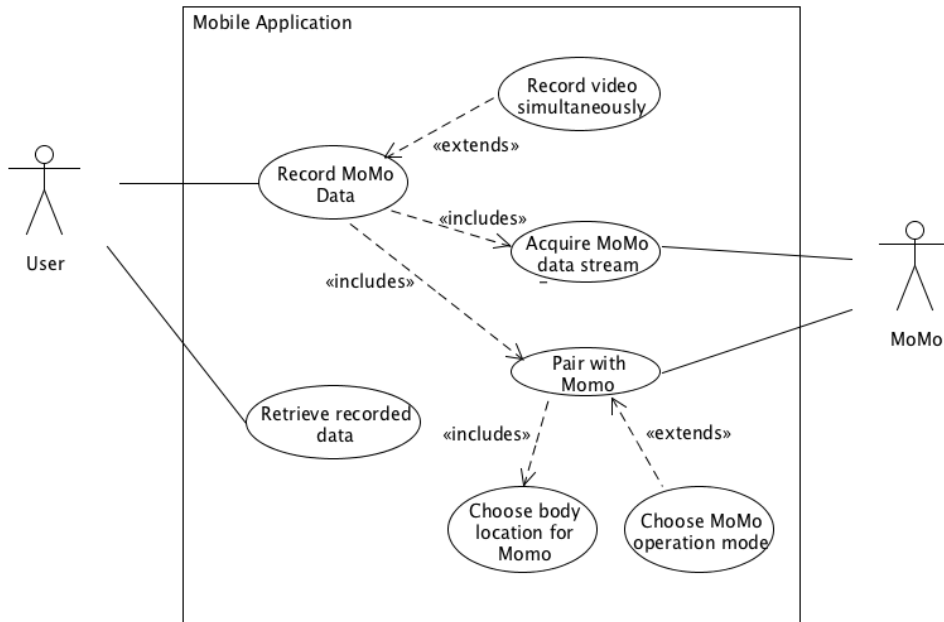 Mobile Application
Record video
simultaneously
«extends»
Record MoMo
Data
«includes»
User
Acquire MoMo
data stream
«includes»
MoMo
Pair with
Momo
Retrieve recorded
data
«includes»
«extends»
Choose body
location for
Momo
Choose MoMo
operation mode